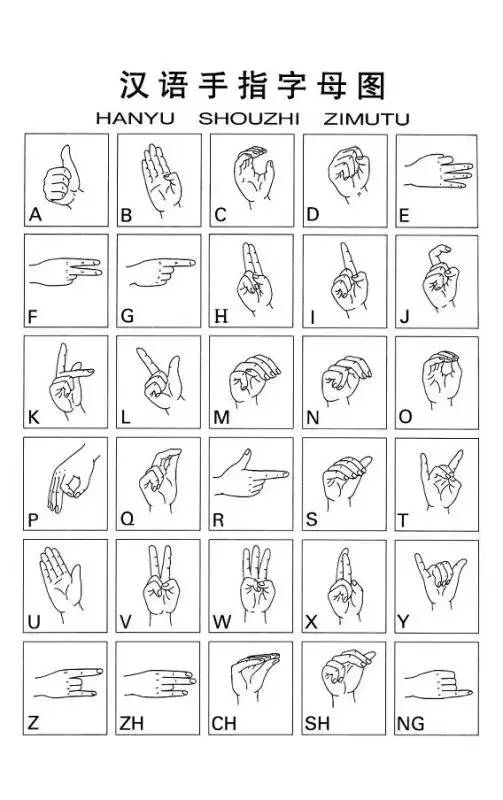 汉语手指字母图
HANYU SHOUZHI ZIMUTU
A B C D E
F G H I J
K L M N O
P Q R S T
U V W X Y
Z ZH CH SH NG